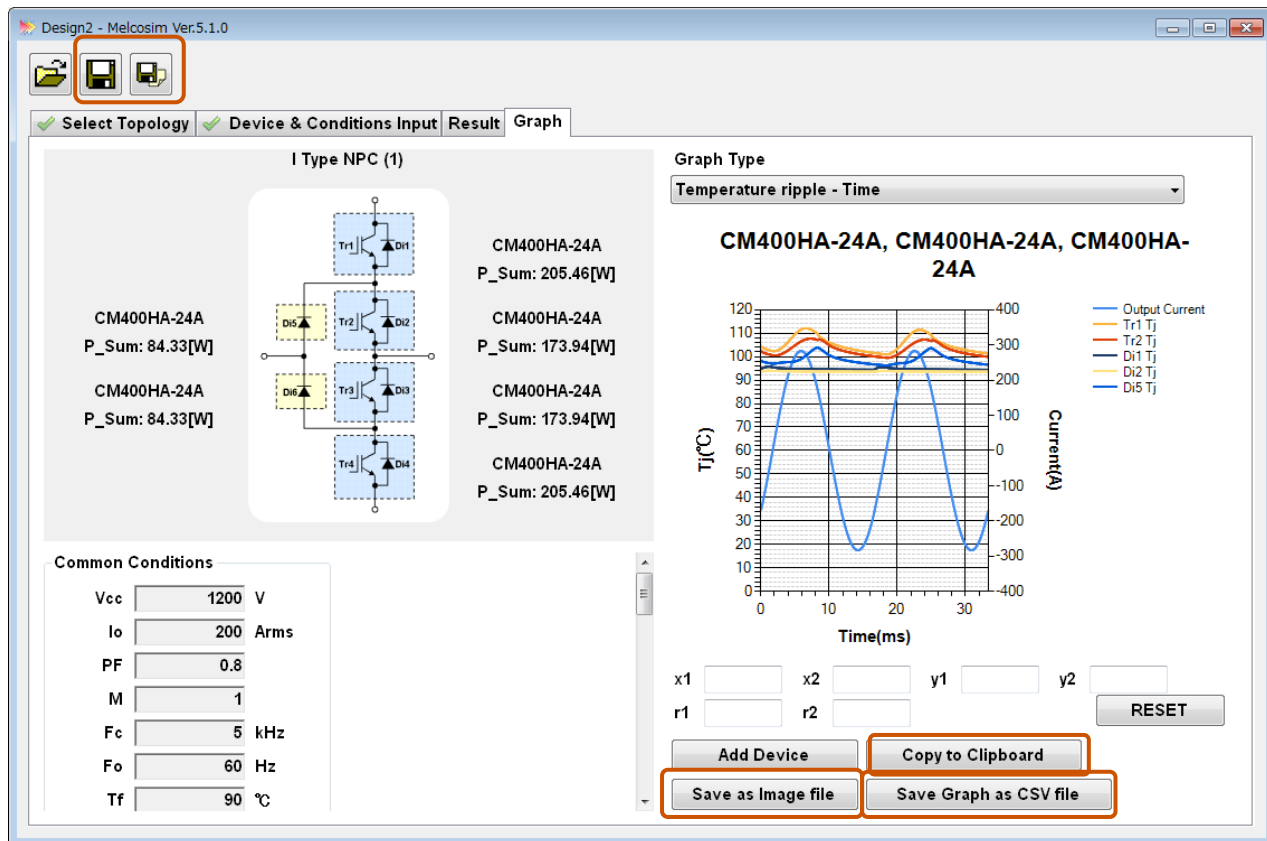 Design2 - Melcosim Ver.5.1.0
Select Topology
Device & Conditions Input
Result
Graph
I Type NPC (1)
Tr1
Di1
CM400HA-24A
P_Sum: 205.46[W]
CM400HA-24A
P_Sum: 84.33[W]
Di5
Tr2
Di2
CM400HA-24A
P_Sum: 173.94[W]
CM400HA-24A
P_Sum: 84.33[W]
Di6
Tr3
Di3
CM400HA-24A
P_Sum: 173.94[W]
Tr4
Di4
CM400HA-24A
P_Sum: 205.46[W]
Common Conditions
Vcc 1200 V
Io 200 Arms
PF 0.8
M 1
Fc 5 kHz
Fo 60 Hz
Tf 90 ℃
Graph Type
Temperature ripple - Time
CM400HA-24A, CM400HA-24A, CM400HA-
24A
120
110
100
90
80
70
60
50
40
30
20
10
0
Tj(℃)
400
300
200
100
0
-100
-200
-300
-400
Current(A)
0 10 20 30
Time(ms)
Output Current
Tr1 Tj
Tr2 Tj
Di1 Tj
Di2 Tj
Di5 Tj
x1 x2 y1 y2
r1 r2 RESET
Add Device
Copy to Clipboard
Save as Image file
Save Graph as CSV file